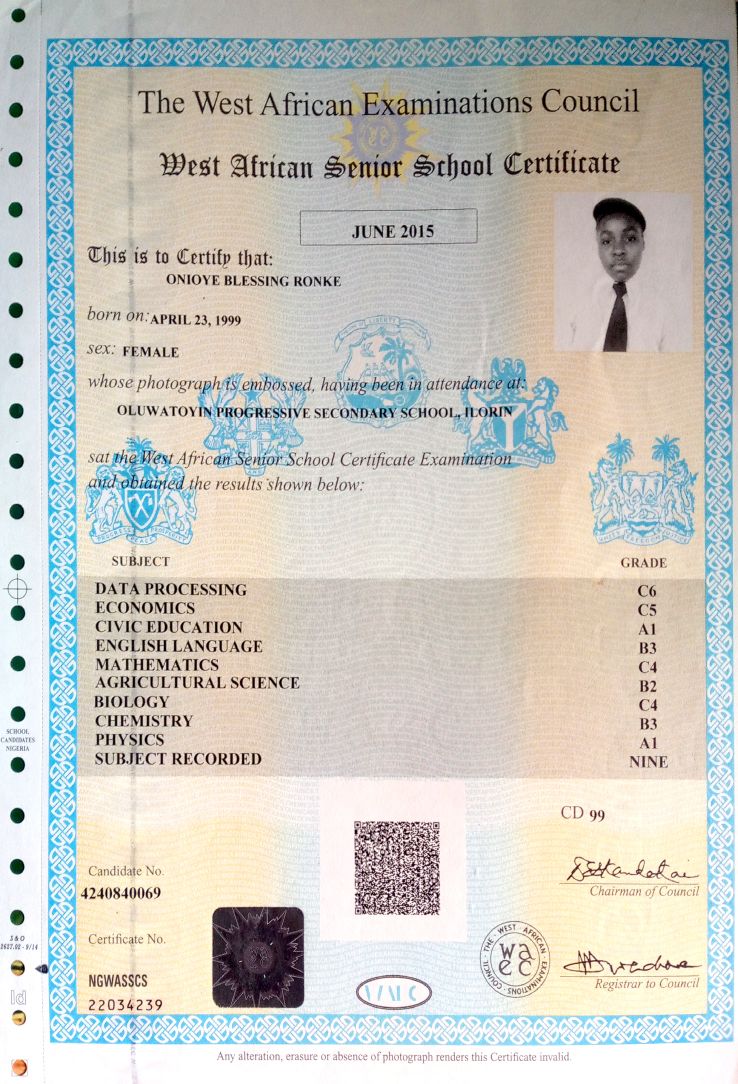 The West African Examinations Council
West African Senior School Certificate
JUNE 2015
This is to Certify that:
ONIOYE BLESSING RONKE
born on: APRIL 23, 1999
sex: FEMALE
whose photograph is embossed, having been in attendance at:
OLUWATOYIN PROGRESSIVE SECONDARY SCHOOL, ILORIN
sat the West African Senior School Certificate Examination
and obtained the results shown below:
SUBJECT GRADE
DATA PROCESSING C6
ECONOMICS C5
CIVIC EDUCATION A1
ENGLISH LANGUAGE B3
MATHEMATICS C4
AGRICULTURAL SCIENCE B2
BIOLOGY C4
CHEMISTRY B3
PHYSICS A1
SUBJECT RECORDED NINE
SCHOOL
CANDIDATES
NIGERIA
CD 99
Candidate No.
4240840069
Chairman of Council
Certificate No.
NGWASSCS
22034239
THE WEST AFRICAN EXAMINATIONS COUNCIL
wa
ec
Registrar to Council
Any alteration, erasure or absence of photograph renders this Certificate invalid.